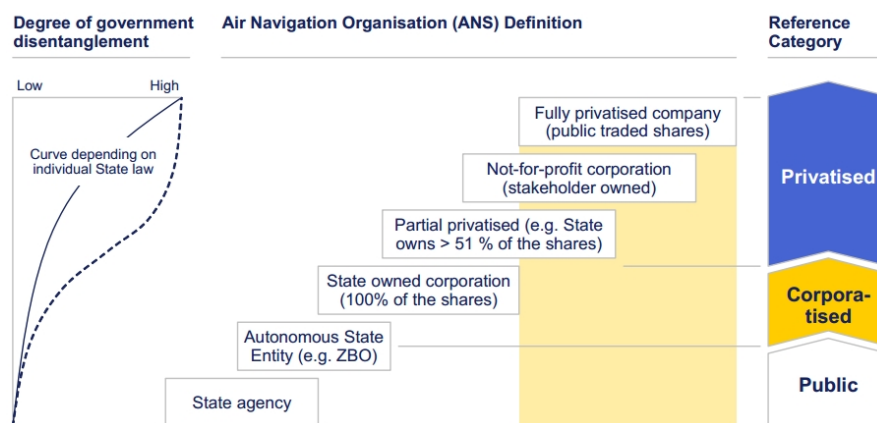 Degree of government
disentanglement
Air Navigation Organisation (ANS) Definition
Reference
Category
Low
High
Curve depending on
individual State law
Fully privatised company
(public traded shares)
Not-for-profit corporation
(stakeholder owned)
Partial privatised (e.g. State
owns > 51 % of the shares)
State owned corporation
(100% of the shares)
Autonomous State
Entity (e.g. ZBO)
State agency
Privatised
Corpora-
tised
Public